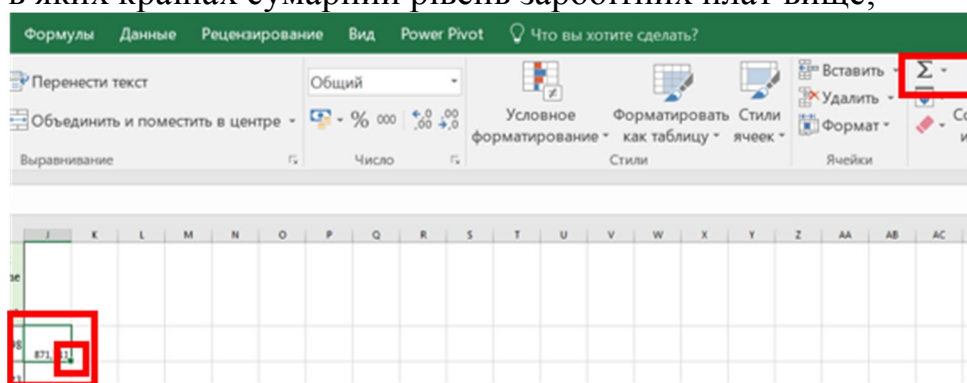 в яких країнах сумарний рівень заробітних плат вище;
Формулы Данные Рецензирование Вид Power Pivot Что вы хотите сделать?
Перенести текст Общий Вставить Σ
Объединить и поместить в центре % 000 Условное форматирование Форматировать как таблицу Стили ячеек Удалить
Формат
Выравнивание Число Стили Ячейки
J K L M N O P Q R S T U V W X Y Z AA AB AC
871,